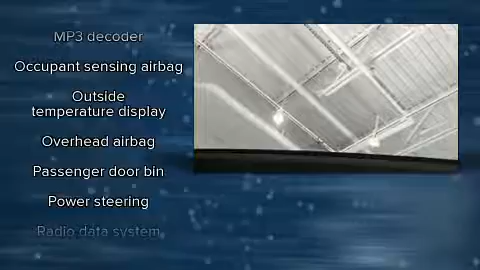 MP3 decoder
Occupant sensing airbag
Outside
temperature display
Overhead airbag
Passenger door bin
Power steering
Radio data system